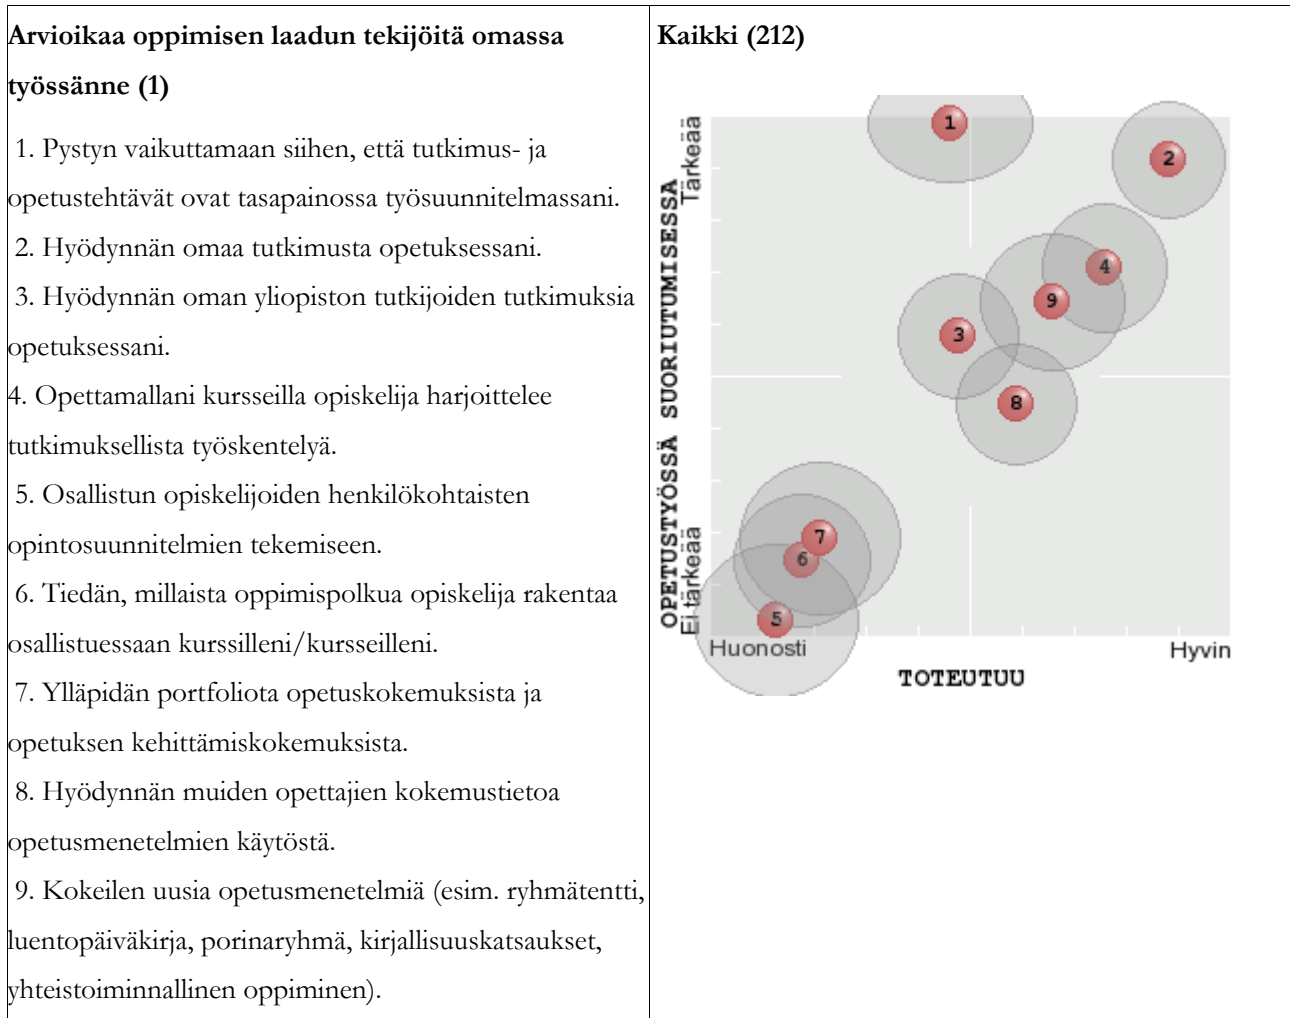 Arvioikaa oppimisen laadun tekijöitä omassa
työssänne (1)
1. Pystyn vaikuttamaan siihen, että tutkimus- ja
opetustehtävät ovat tasapainossa työsuunnitelmassani.
2. Hyödynnän omaa tutkimusta opetuksessani.
3. Hyödynnän oman yliopiston tutkijoiden tutkimuksia
opetuksessani.
4. Opettamallani kursseilla opiskelija harjoittelee
tutkimuksellista työskentelyä.
5. Osallistun opiskelijoiden henkilökohtaisten
opintosuunnitelmien tekemiseen.
6. Tiedän, millaista oppimispolkua opiskelija rakentaa
osallistuessaan kurssilleni/kursseilleni.
7. Ylläpidän portfoliota opetuskokemuksista ja
opetuksen kehittämiskokemuksista.
8. Hyödynnän muiden opettajien kokemustietoa
opetusmenetelmien käytöstä.
9. Kokeilen uusia opetusmenetelmiä (esim. ryhmätentti,
luentopäiväkirja, porinaryhmä, kirjallisuuskatsaukset,
yhteistoiminnallinen oppiminen).
Kaikki (212)
OPETUSTYÖSSÄ SUORIUTUMISESSA
Tärkeää
Ei tärkeää
1
2
4
9
3
8
7
6
5
Huonosti
Hyvin
TOTEUTUU